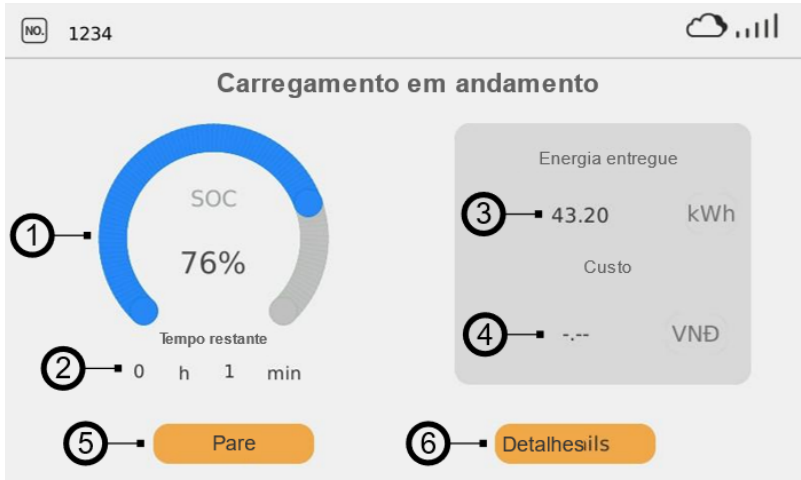 NO. 1234
Carregamento em andamento
SOC
76%
1
Tempo restante
2 0 h 1 min
Energia entregue
3 43.20 kWh
Custo
4 -.-- VNĐ
5 Pare
6 Detalhesils